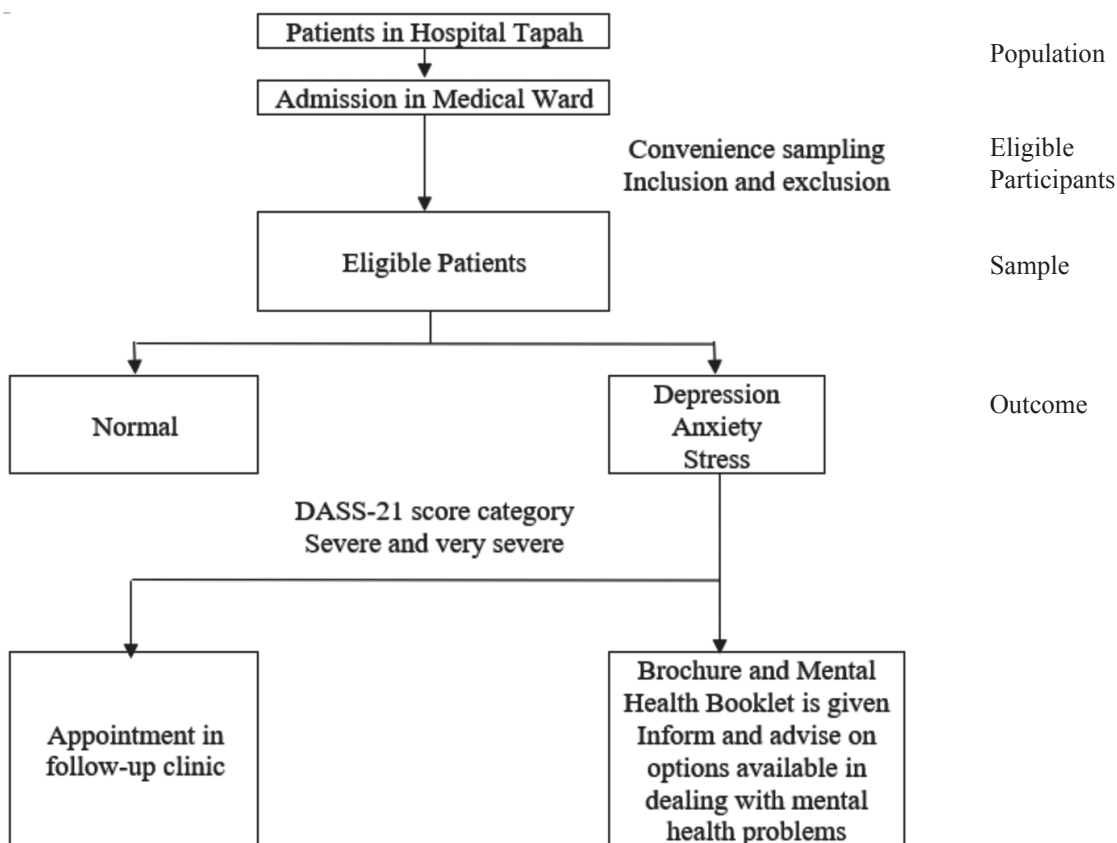 Patients in Hospital Tapah
Population
Admission in Medical Ward
Convenience sampling
Inclusion and exclusion
Eligible
Participants
Eligible Patients
Sample
Normal
Depression
Anxiety
Stress
Outcome
DASS-21 score category
Severe and very severe
Appointment in
follow-up clinic
Brochure and Mental
Health Booklet is given
Inform and advise on
options available in
dealing with mental
health problems